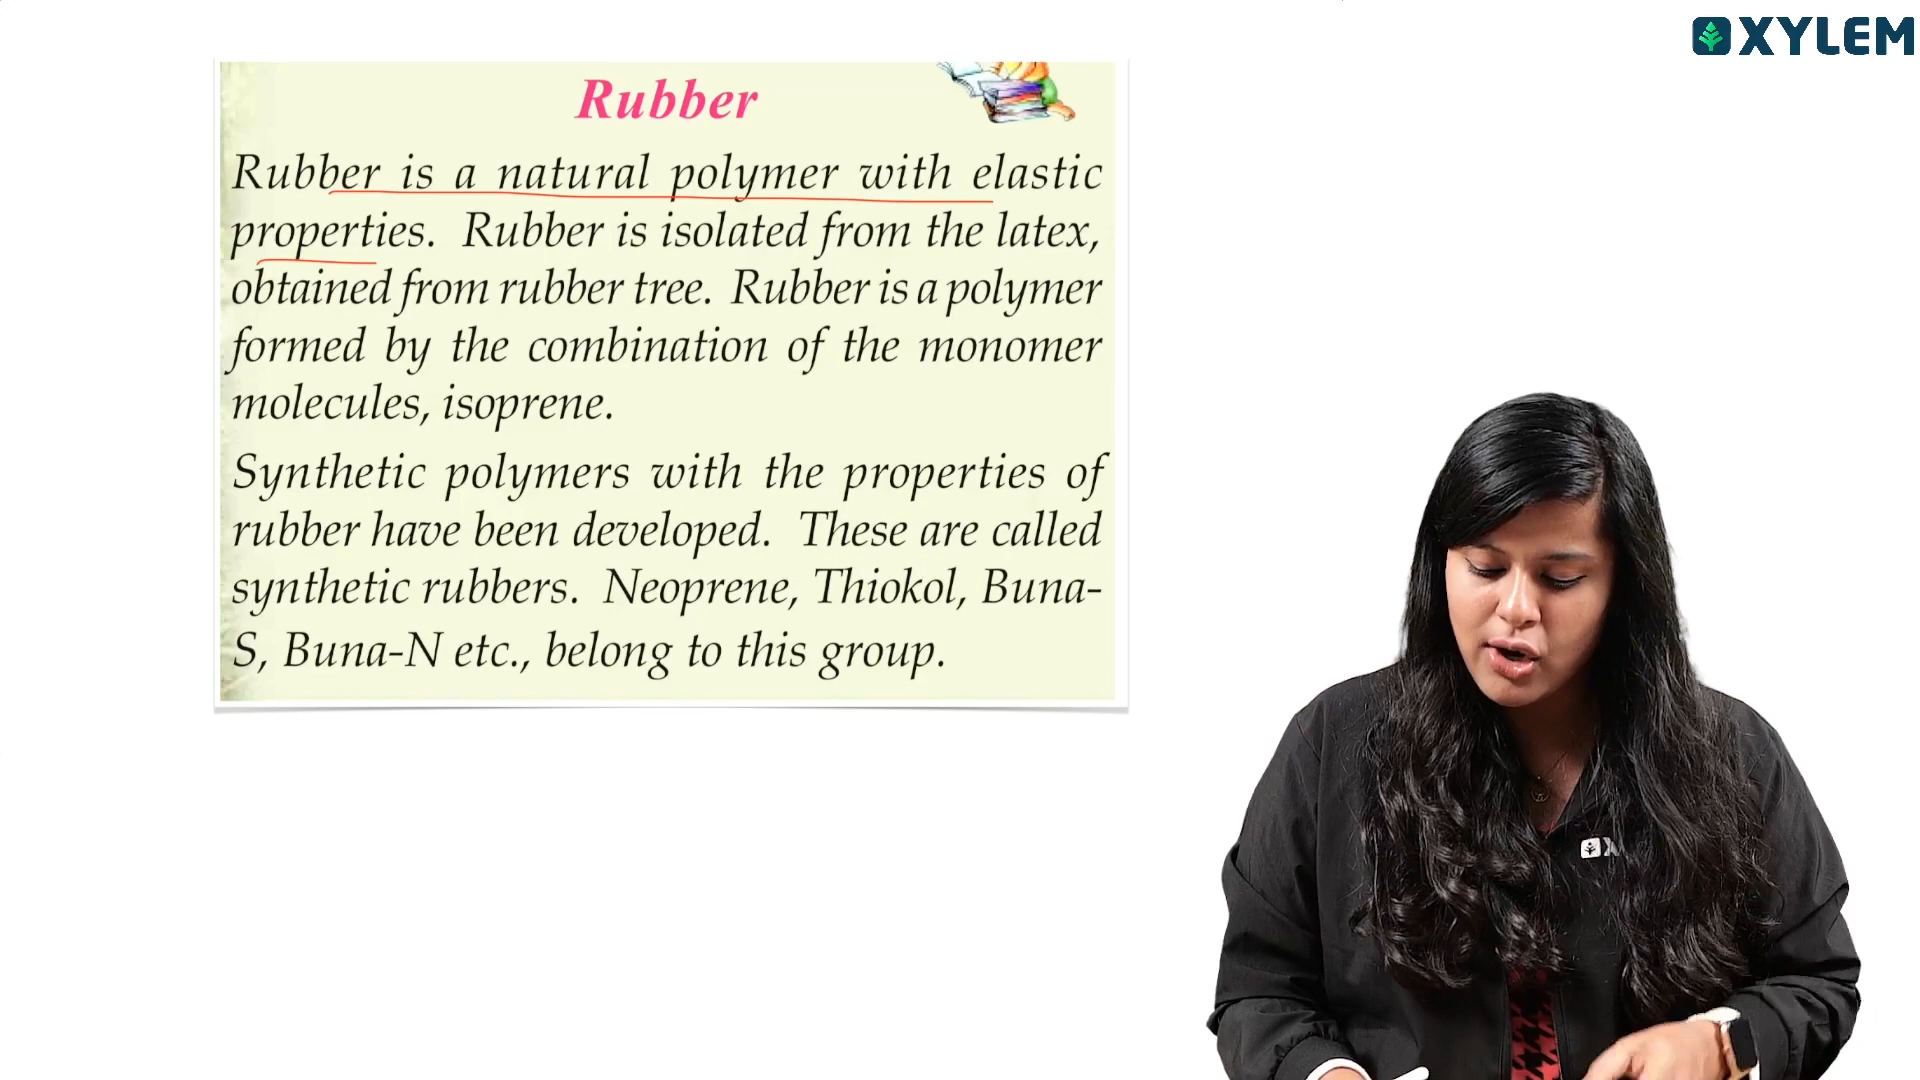 XYLEM
Rubber
Rubber is a natural polymer with elastic
properties. Rubber is isolated from the latex,
obtained from rubber tree. Rubber is a polymer
formed by the combination of the monomer
molecules, isoprene.
Synthetic polymers with the properties of
rubber have been developed. These are called
synthetic rubbers. Neoprene, Thiokol, Buna-
S, Buna-N etc., belong to this group.